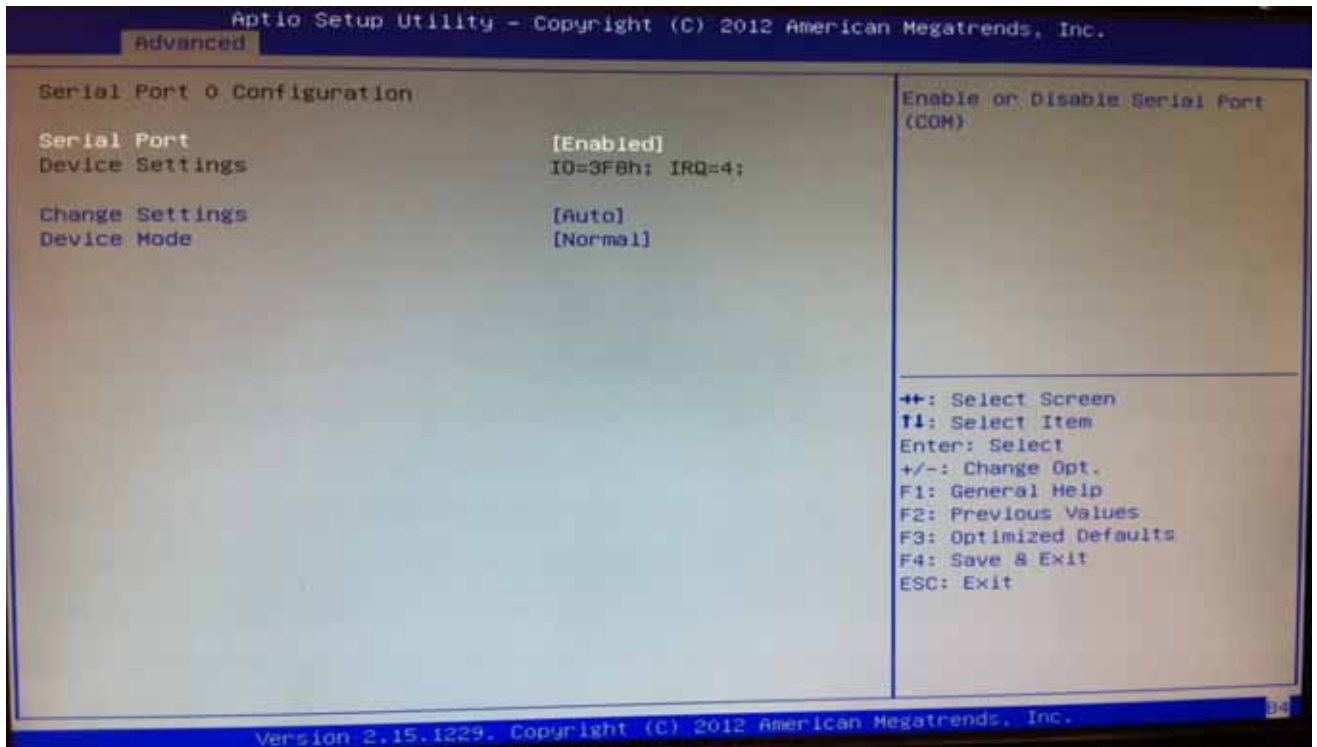 Aptio Setup Utility - Copyright (C) 2012 American Megatrends, Inc.
Advanced
Serial Port 0 Configuration
Serial Port [Enabled]
Device Settings IO=3F8h; IRQ=4;
Change Settings [Auto]
Device Mode [Normal]
Enable or Disable Serial Port
(COM)
→←: Select Screen
↑↓: Select Item
Enter: Select
+/-: Change Opt.
F1: General Help
F2: Previous Values
F3: Optimized Defaults
F4: Save & Exit
ESC: Exit
Version 2.15.1229. Copyright (C) 2012 American Megatrends, Inc.
B4